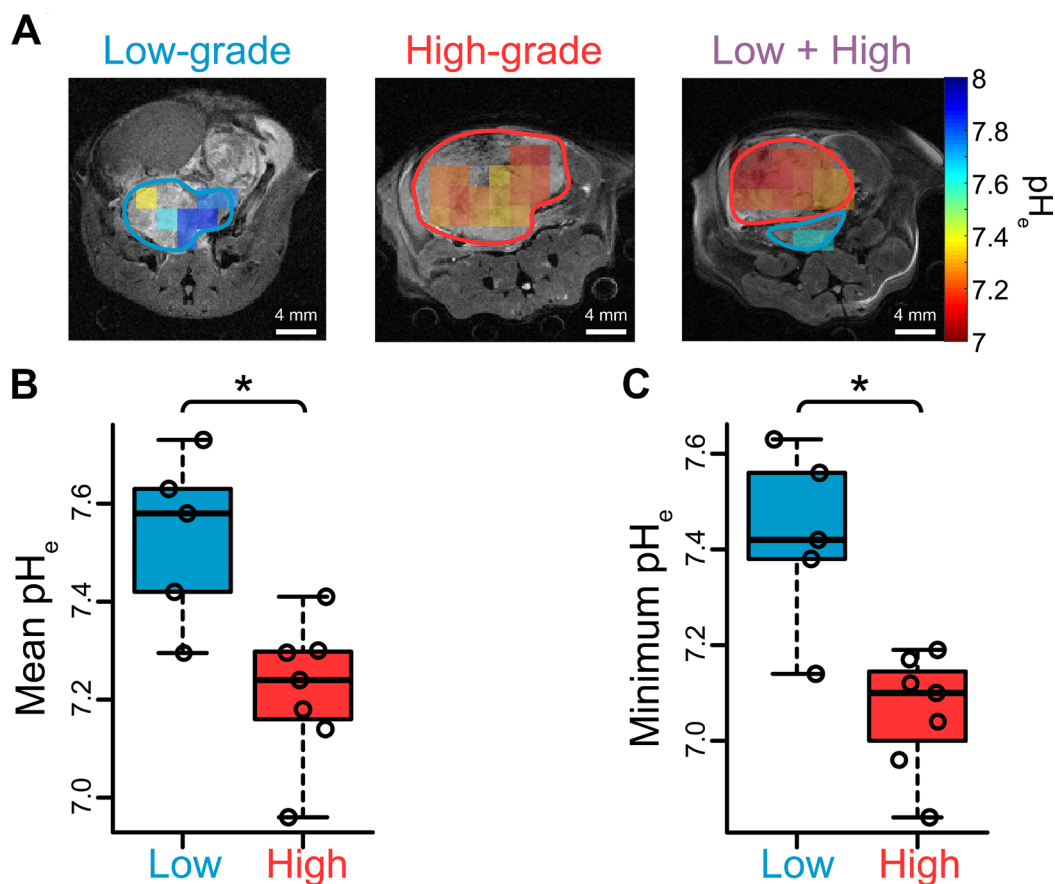 A
Low-grade
High-grade
Low + High
4 mm
4 mm
4 mm
8
7.8
7.6
7.4
7.2
7
pHe
B
*
Mean pHe
7.6
7.4
7.2
7.0
Low
High
C
*
Minimum pHe
7.6
7.4
7.2
7.0
Low
High